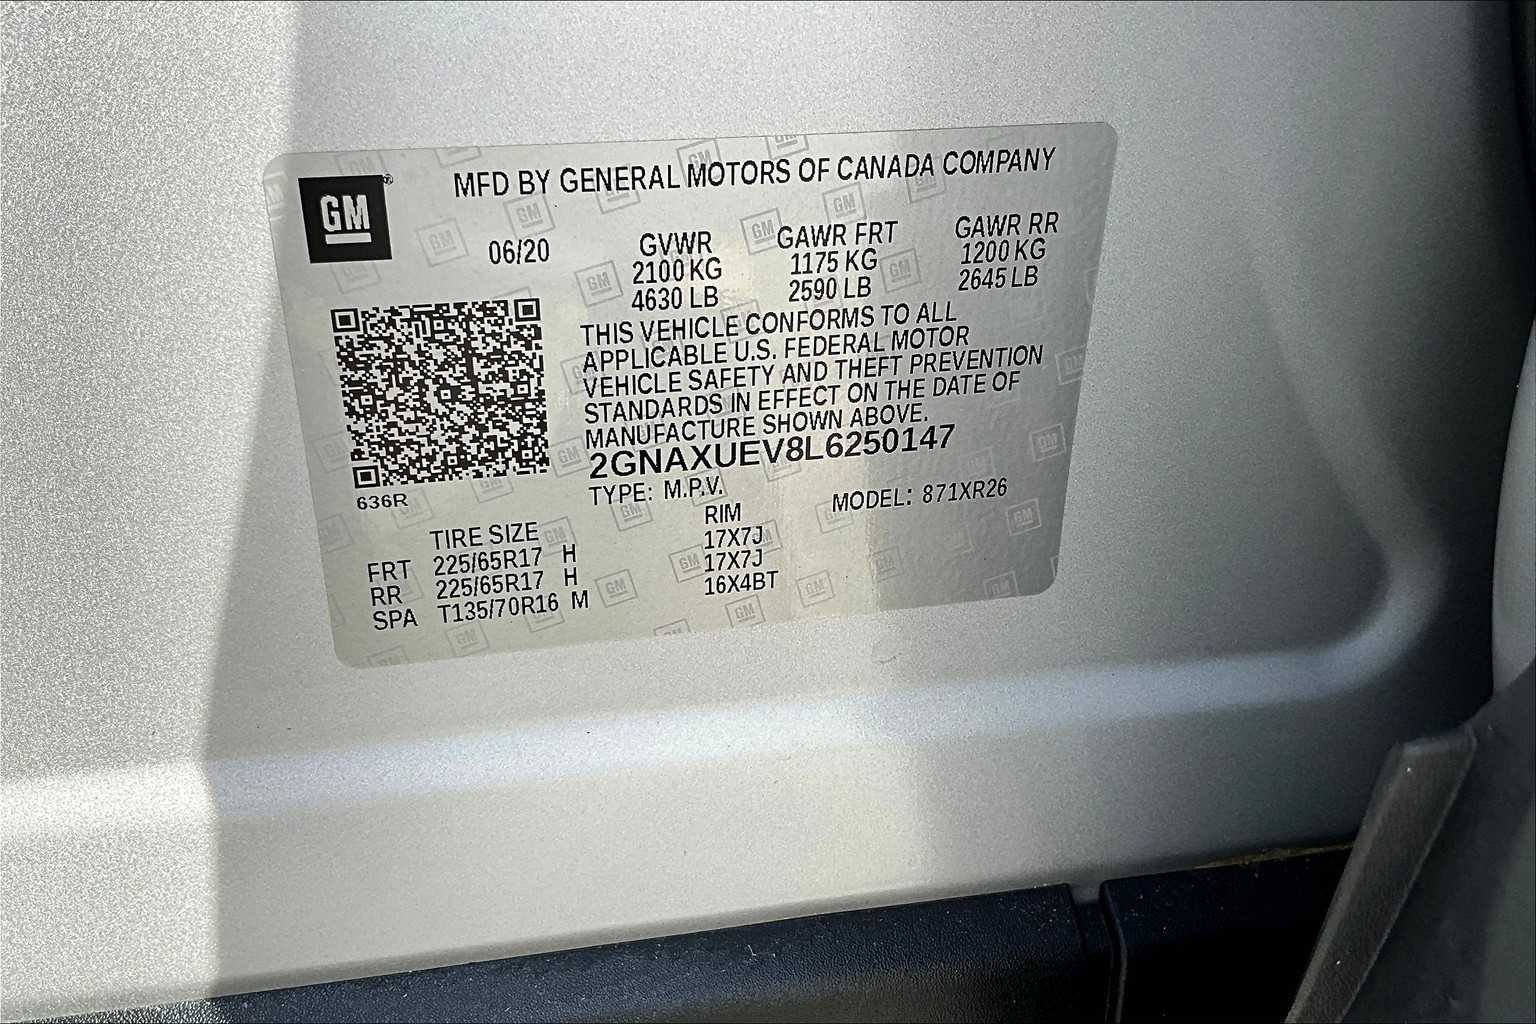 GM
MFD BY GENERAL MOTORS OF CANADA COMPANY
06/20
GVWR GAWR FRT GAWR RR
2100 KG 1175 KG 1200 KG
4630 LB 2590 LB 2645 LB
THIS VEHICLE CONFORMS TO ALL
APPLICABLE U.S. FEDERAL MOTOR
VEHICLE SAFETY AND THEFT PREVENTION
STANDARDS IN EFFECT ON THE DATE OF
MANUFACTURE SHOWN ABOVE.
2GNAXUEV8L6250147
636R
TYPE: M.P.V. MODEL: 871XR26
TIRE SIZE RIM
FRT 225/65R17 H 17X7J
RR 225/65R17 H 17X7J
SPA T135/70R16 M 16X4BT